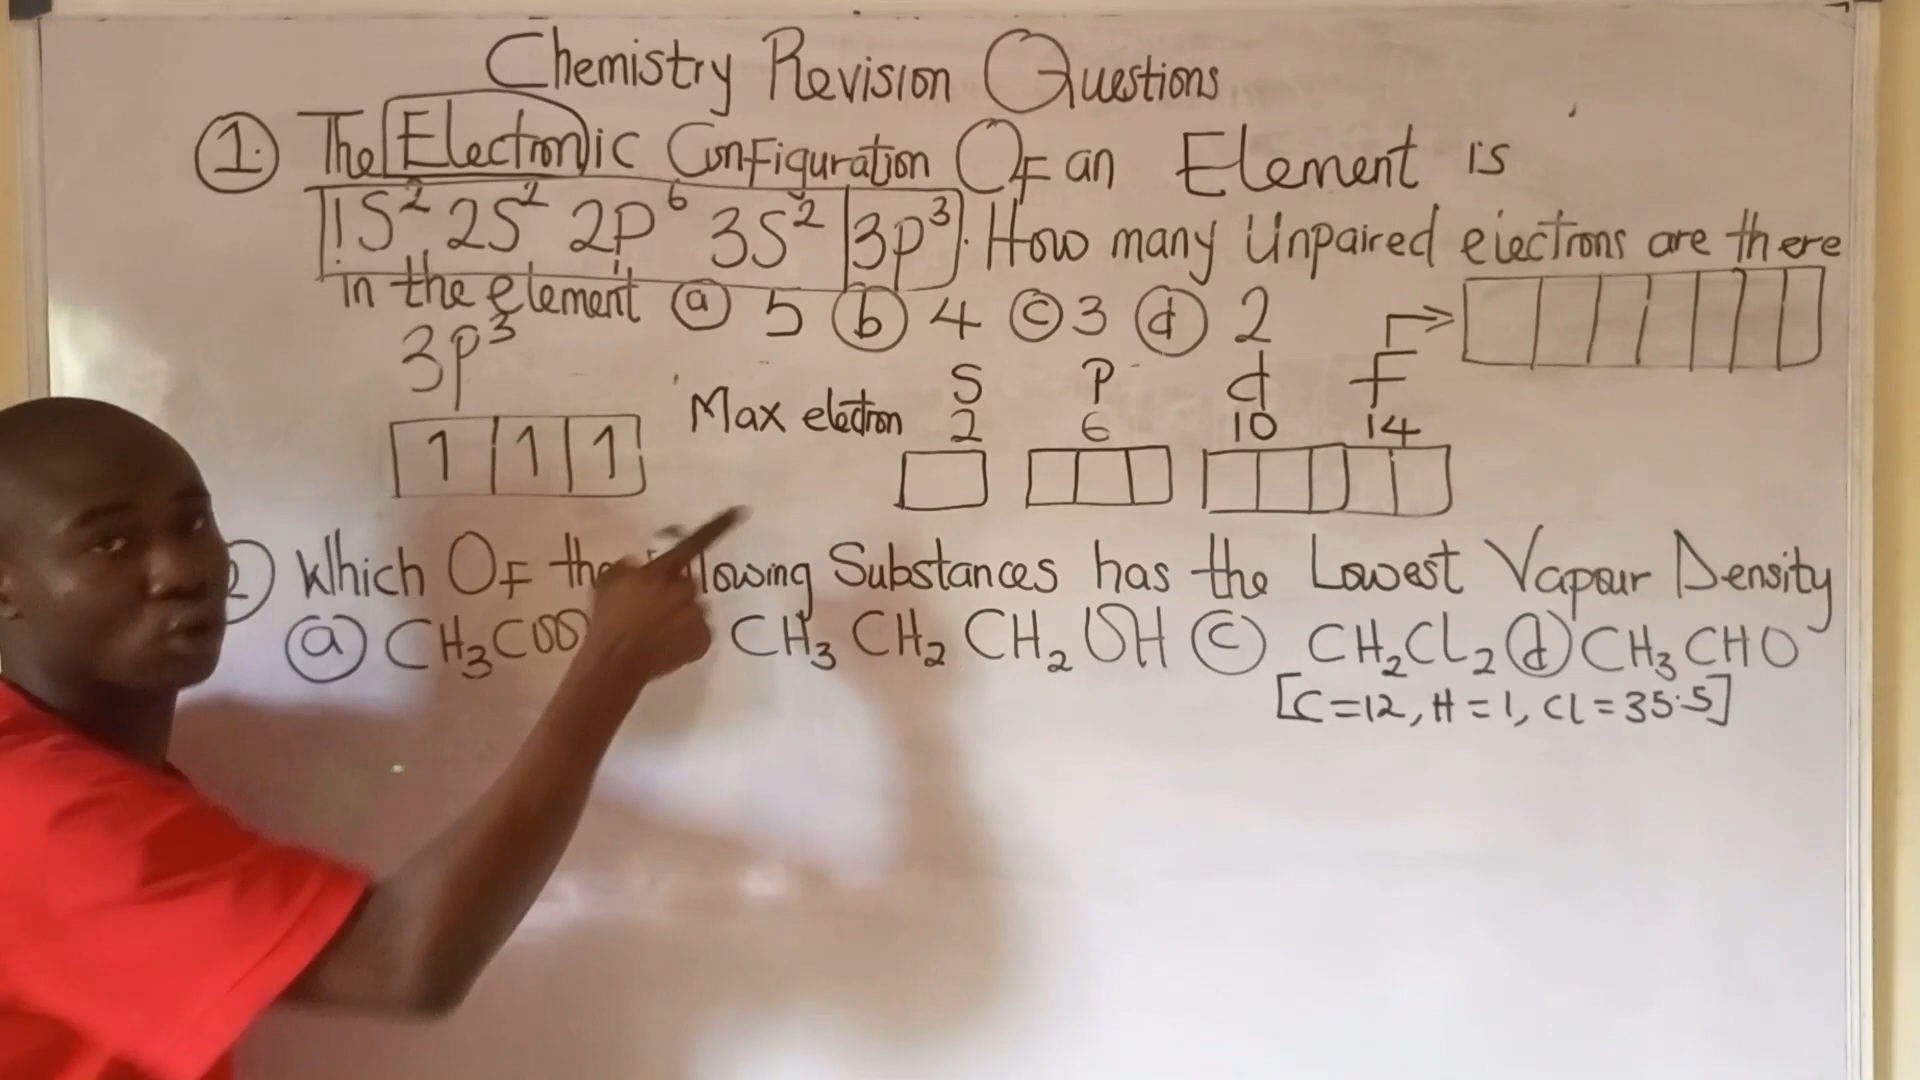 Chemistry Revision Questions
1. The Electronic Configuration Of an Element is
1S² 2S² 2P⁶ 3S² 3p³. How many Unpaired electrons are there
in the element a 5 b 4 c 3 d 2
3p³
S P d F
Max electron 2 6 10 14
1 1 1
2 Which Of the Substances has the Lowest Vapour Density
a CH₃COO CH₃ CH₂ CH₂ OH c CH₂Cl₂ d CH₃CHO
[C=12, H=1, Cl=35.5]